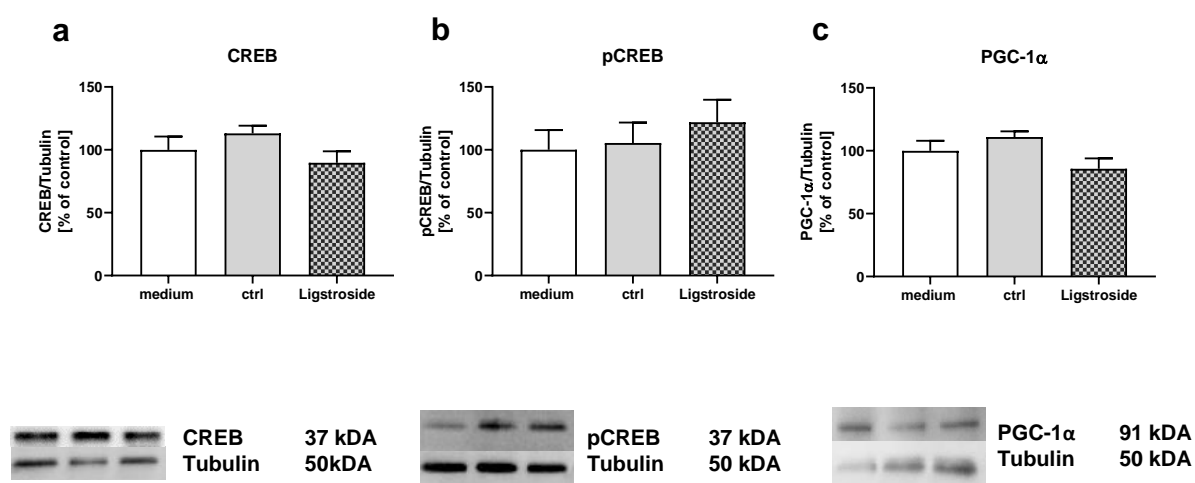 a
CREB
CREB/Tubulin
[% of control]
150
100
50
0
medium ctrl Ligstroside
b
pCREB
pCREB/Tubulin
[% of control]
150
100
50
0
medium ctrl Ligstroside
c
PGC-1α
PGC-1α/Tubulin
[% of control]
150
100
50
0
medium ctrl Ligstroside
CREB 37 kDA
Tubulin 50kDA
pCREB 37 kDA
Tubulin 50 kDA
PGC-1α 91 kDA
Tubulin 50 kDA